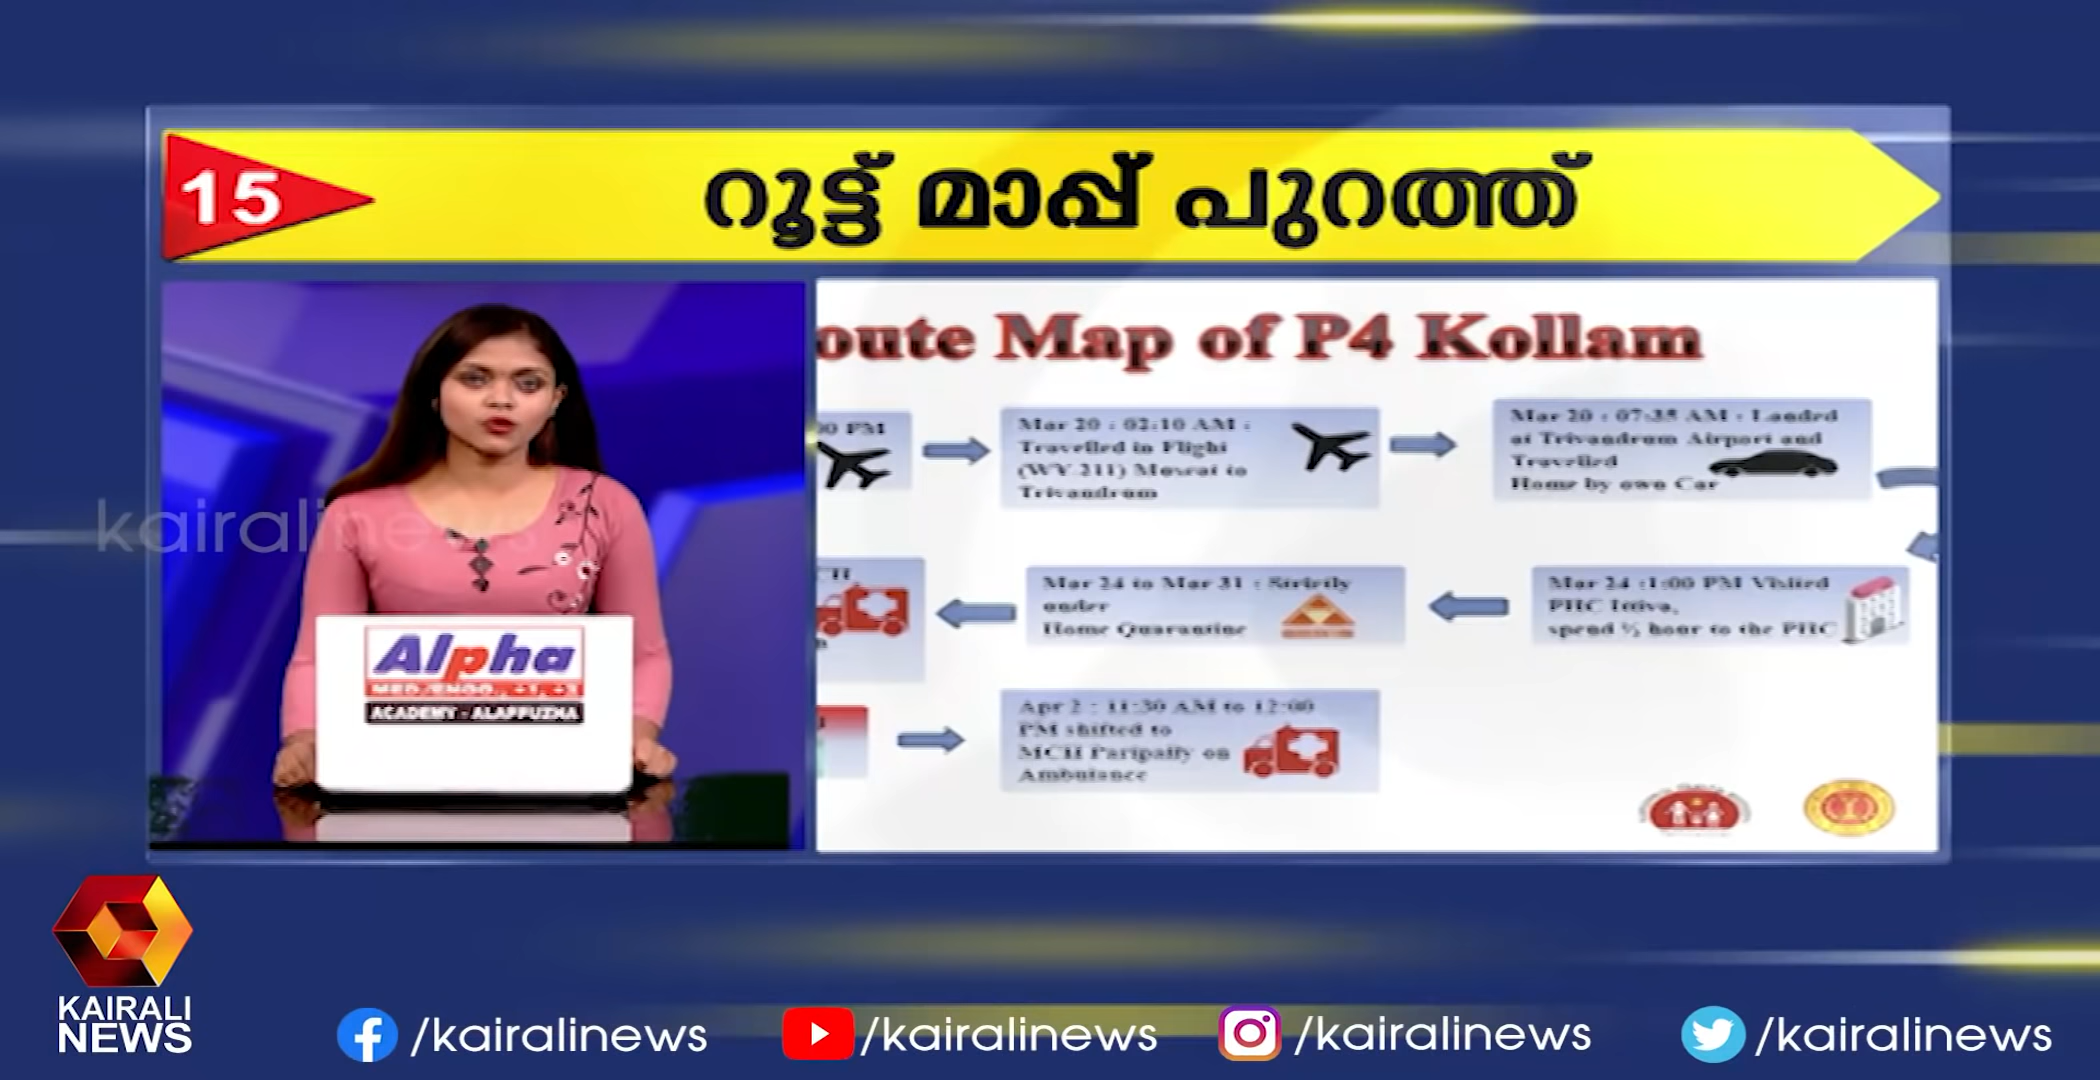 15
റൂട്ട് മാപ്പ് പുറത്ത്
oute Map of P4 Kollam
00 PM
Mar 20 : 02:10 AM :
Travelled in Flight
(WY 211) Muscat to
Trivandrum
Mar 20 : 07:35 AM : Landed
at Trivandrum Airport and
Travelled
Home by own Car
CH
Mar 24 to Mar 31 : Strictly
under
Home Quarantine
Mar 24 :1:00 PM Visited
PHC Ittiva,
spend ½ hour to the PHC
Apr 2 : 11:30 AM to 12:00
PM shifted to
MCH Paripally on
Ambulance
kairalinews
Alpha
ACADEMY - ALAPPUZHA
KAIRALI
NEWS
/kairalinews
/kairalinews
/kairalinews
/kairalinews